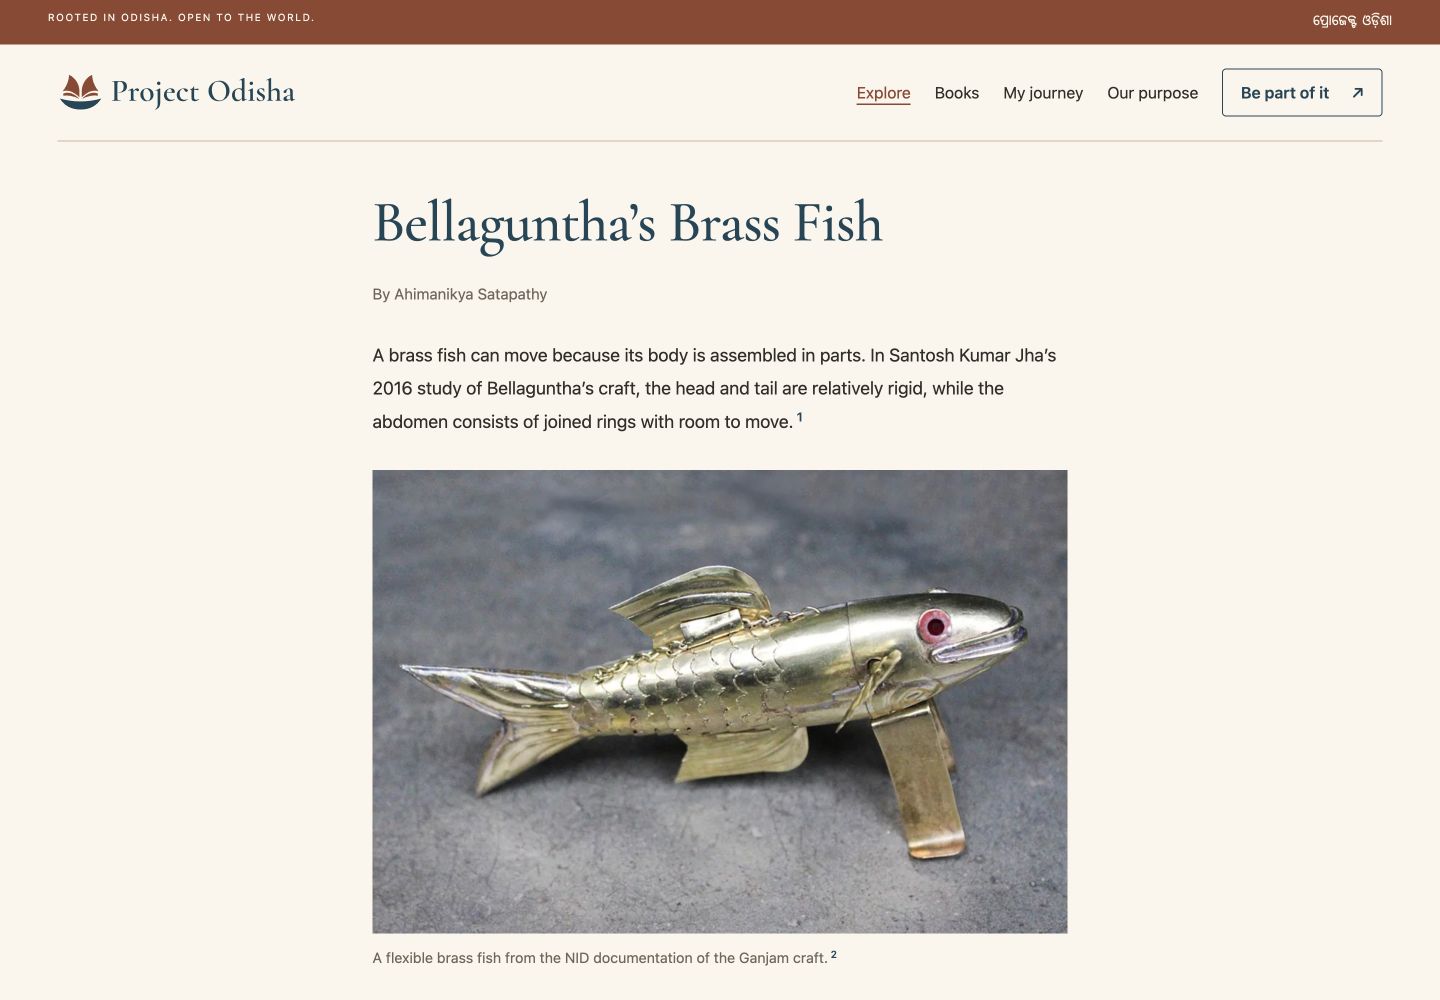 ROOTED IN ODISHA. OPEN TO THE WORLD.
ପ୍ରୋଜେକ୍ଟ ଓଡ଼ିଶା
Project Odisha
Explore
Books
My journey
Our purpose
Be part of it
Bellaguntha’s Brass Fish
By Ahimanikya Satapathy
A brass fish can move because its body is assembled in parts. In Santosh Kumar Jha’s
2016 study of Bellaguntha’s craft, the head and tail are relatively rigid, while the
abdomen consists of joined rings with room to move. 1
A flexible brass fish from the NID documentation of the Ganjam craft. 2